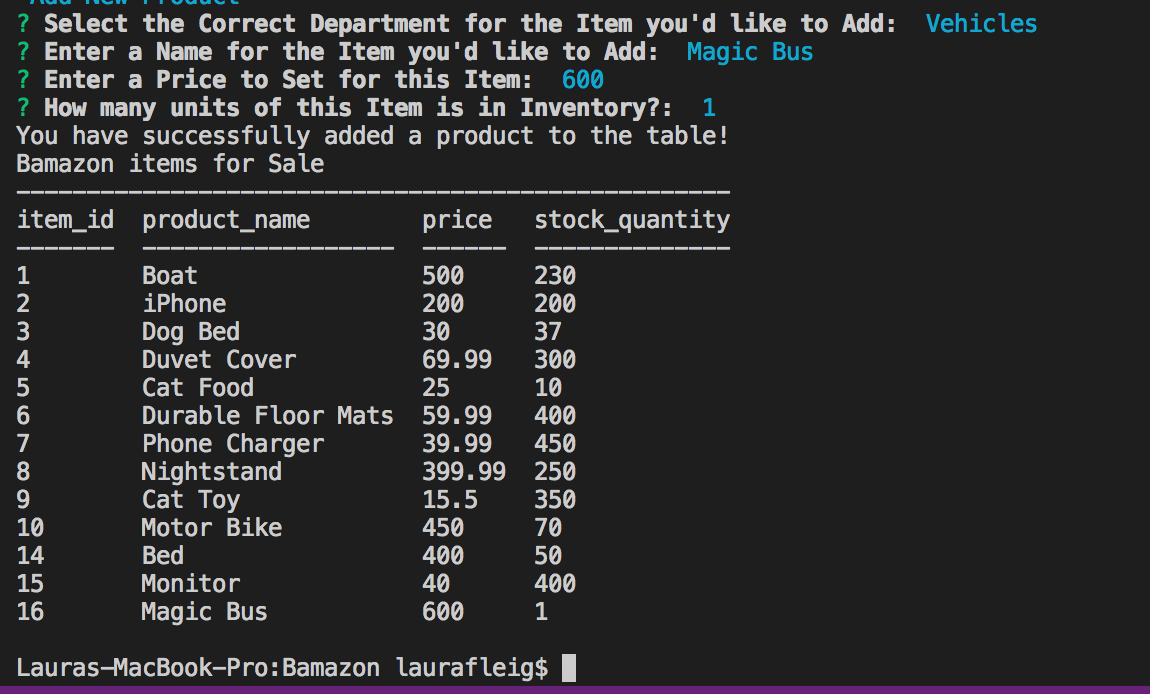 Add New Product
? Select the Correct Department for the Item you'd like to Add:  Vehicles
? Enter a Name for the Item you'd like to Add:  Magic Bus
? Enter a Price to Set for this Item:  600
? How many units of this Item is in Inventory?:  1
You have successfully added a product to the table!
Bamazon items for Sale
---------------------------------------------------
item_id  product_name        price   stock_quantity
-------  ------------------  ------  --------------
1        Boat                500     230
2        iPhone              200     200
3        Dog Bed             30      37
4        Duvet Cover         69.99   300
5        Cat Food            25      10
6        Durable Floor Mats  59.99   400
7        Phone Charger       39.99   450
8        Nightstand          399.99  250
9        Cat Toy             15.5    350
10       Motor Bike          450     70
14       Bed                 400     50
15       Monitor             40      400
16       Magic Bus           600     1
Lauras-MacBook-Pro:Bamazon laurafleig$